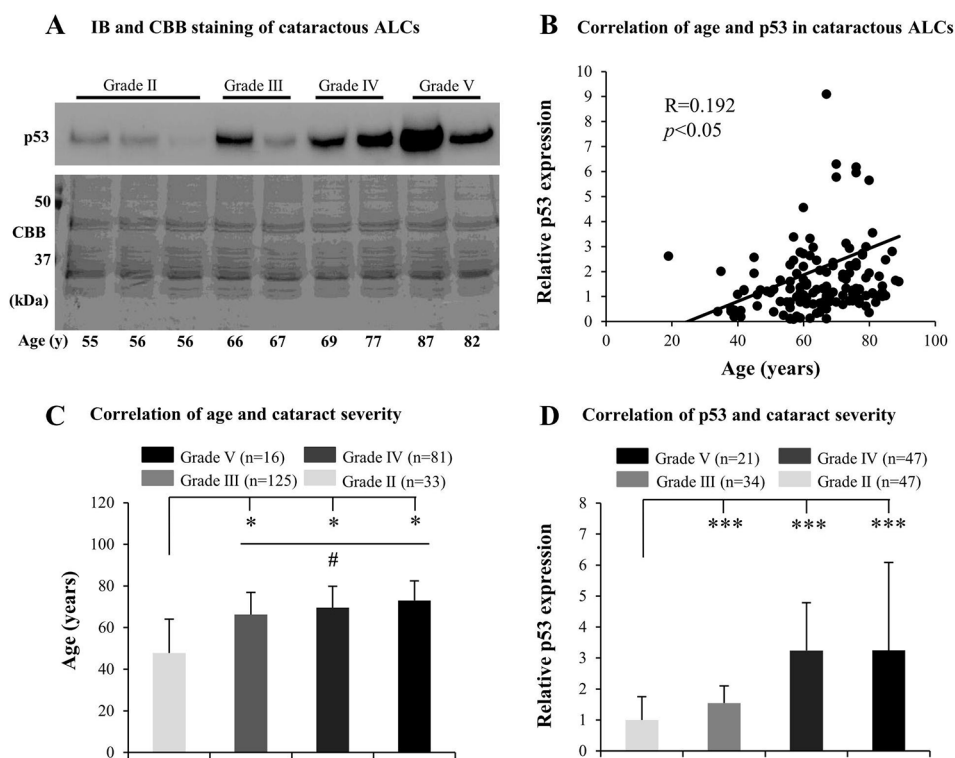 A IB and CBB staining of cataractous ALCs
Grade II Grade III Grade IV Grade V
p53
50
CBB
37
(kDa)
Age (y) 55 56 56 66 67 69 77 87 82
B Correlation of age and p53 in cataractous ALCs
10
9
8
7
6
5
4
3
2
1
0
R=0.192
p<0.05
Relative p53 expression
0 20 40 60 80 100
Age (years)
C Correlation of age and cataract severity
Grade V (n=16) Grade IV (n=81)
Grade III (n=125) Grade II (n=33)
120
100
80
60
40
20
0
Age (years)
* * *
#
D Correlation of p53 and cataract severity
Grade V (n=21) Grade IV (n=47)
Grade III (n=34) Grade II (n=47)
8
7
6
5
4
3
2
1
0
Relative p53 expression
*** *** ***